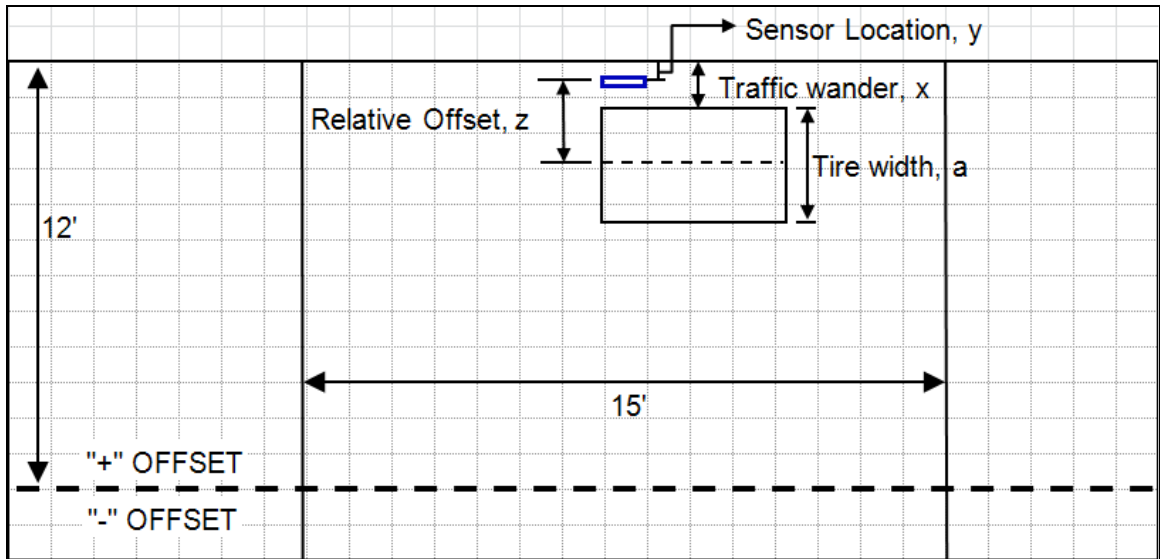 Sensor Location, y
Traffic wander, x
Relative Offset, z
Tire width, a
12'
15'
"+" OFFSET
"-" OFFSET